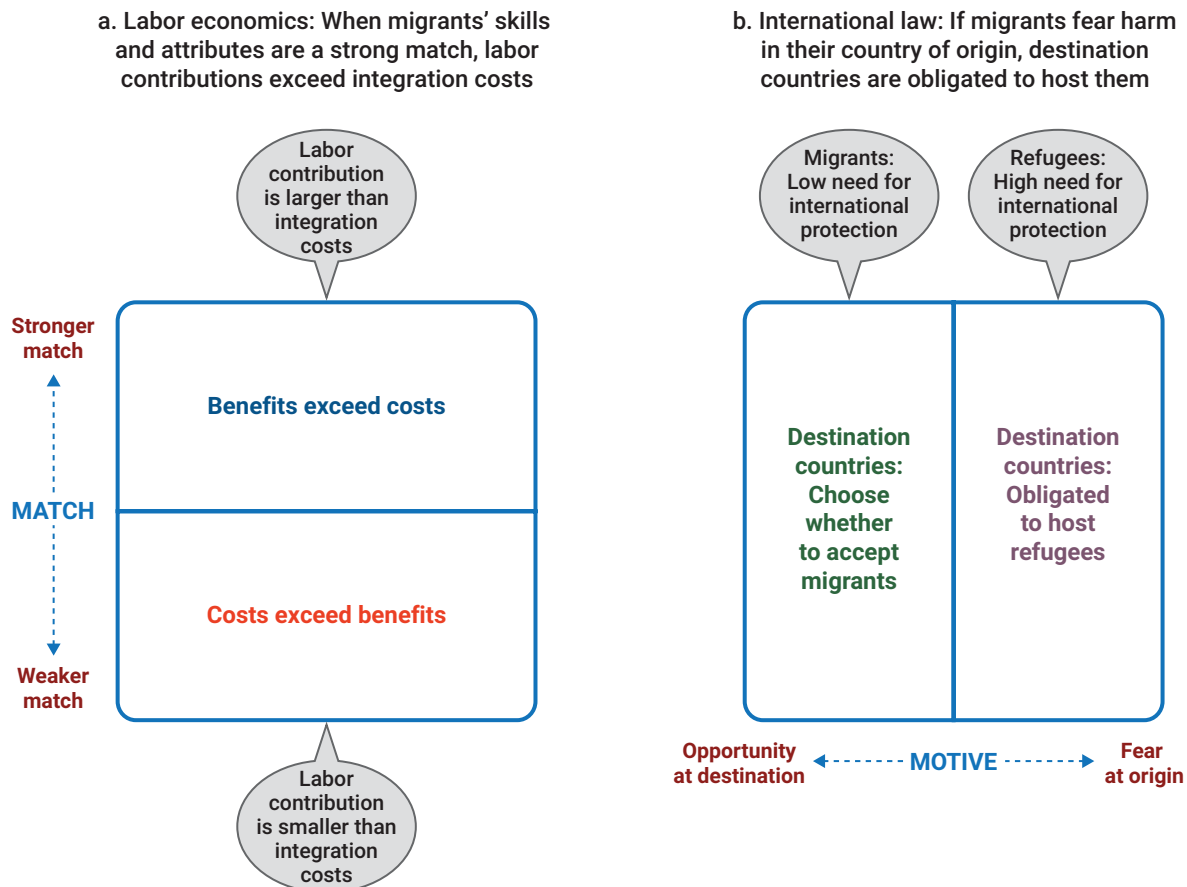 a. Labor economics: When migrants’ skills
and attributes are a strong match, labor
contributions exceed integration costs
Labor
contribution
is larger than
integration
costs
Stronger
match
MATCH
Weaker
match
Benefits exceed costs
Costs exceed benefits
Labor
contribution
is smaller than
integration
costs
b. International law: If migrants fear harm
in their country of origin, destination
countries are obligated to host them
Migrants:
Low need for
international
protection
Refugees:
High need for
international
protection
Destination
countries:
Choose
whether
to accept
migrants
Destination
countries:
Obligated
to host
refugees
Opportunity
at destination
MOTIVE
Fear
at origin